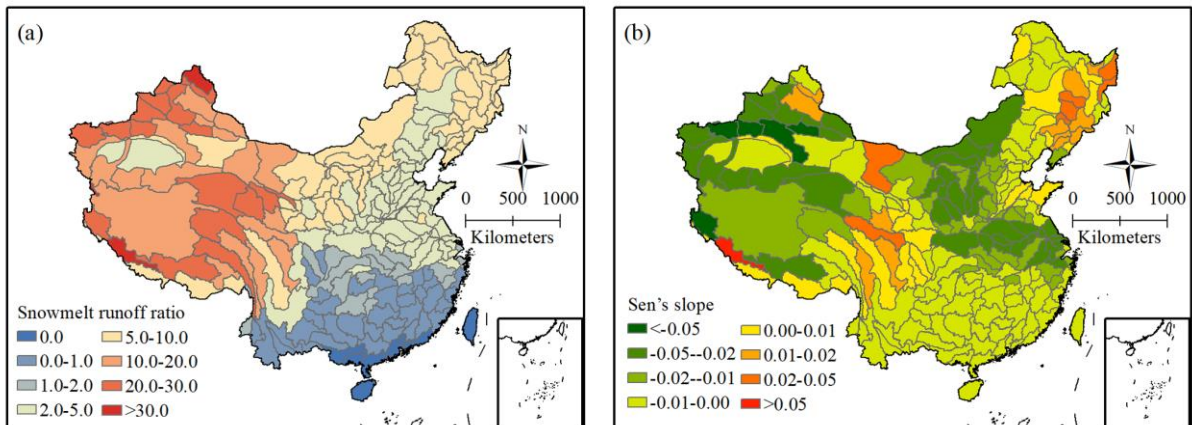 (a)
N
0 500 1000
Kilometers
Snowmelt runoff ratio
0.0 5.0-10.0
0.0-1.0 10.0-20.0
1.0-2.0 20.0-30.0
2.0-5.0 >30.0
(b)
N
0 500 1000
Kilometers
Sen's slope
<-0.05 0.00-0.01
-0.05--0.02 0.01-0.02
-0.02--0.01 0.02-0.05
-0.01-0.00 >0.05